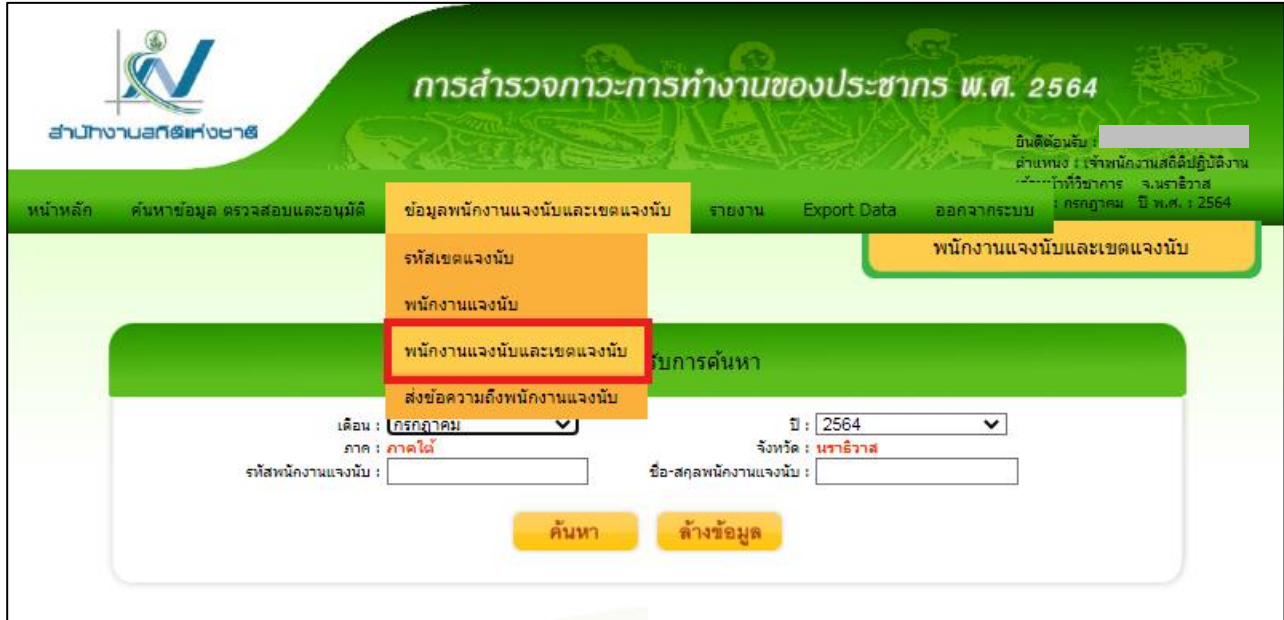 การสำรวจภาวะการทำงานของประชากร พ.ศ. 2564
สำนักงานสถิติแห่งชาติ
ยินดีต้อนรับ :
ตำแหน่ง : เจ้าพนักงานสถิติปฏิบัติงาน
จ.นราธิวาส
: กรกฎาคม ปี พ.ศ. : 2564
หน้าหลัก ค้นหาข้อมูล ตรวจสอบและอนุมัติ ข้อมูลพนักงานแจงนับและเขตแจงนับ รายงาน Export Data ออกจากระบบ
พนักงานแจงนับและเขตแจงนับ
รหัสเขตแจงนับ
พนักงานแจงนับ
พนักงานแจงนับและเขตแจงนับ
รับการค้นหา
ส่งข้อความถึงพนักงานแจงนับ
เดือน : กรกฎาคม ปี : 2564
ภาค : ภาคใต้ จังหวัด : นราธิวาส
รหัสพนักงานแจงนับ : ชื่อ-สกุลพนักงานแจงนับ :
ค้นหา ล้างข้อมูล